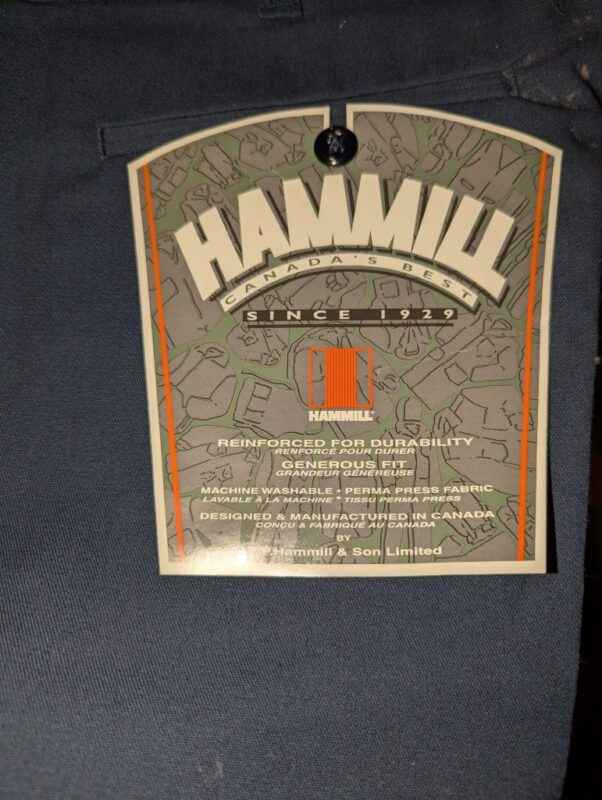 HAMMILL
CANADA'S BEST
SINCE 1929
HAMMILL
REINFORCED FOR DURABILITY
RENFORCÉ POUR DURER
GENEROUS FIT
GRANDEUR GÉNÉREUSE
MACHINE WASHABLE • PERMA PRESS FABRIC
LAVABLE À LA MACHINE • TISSU PERMA PRESS
DESIGNED & MANUFACTURED IN CANADA
CONÇU & FABRIQUÉ AU CANADA
BY
Hammill & Son Limited